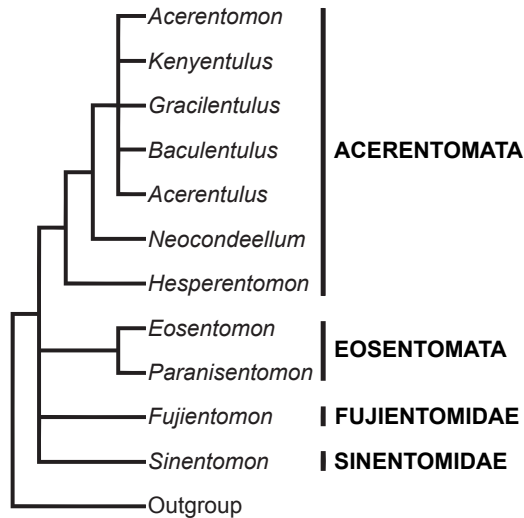 Acerentomon
Kenyentulus
Gracilentulus
Baculentulus
ACERENTOMATA
Acerentulus
Neocondeellum
Hesperentomon
Eosentomon
EOSENTOMATA
Paranisentomon
Fujientomon FUJIENTOMIDAE
Sinentomon SINENTOMIDAE
Outgroup